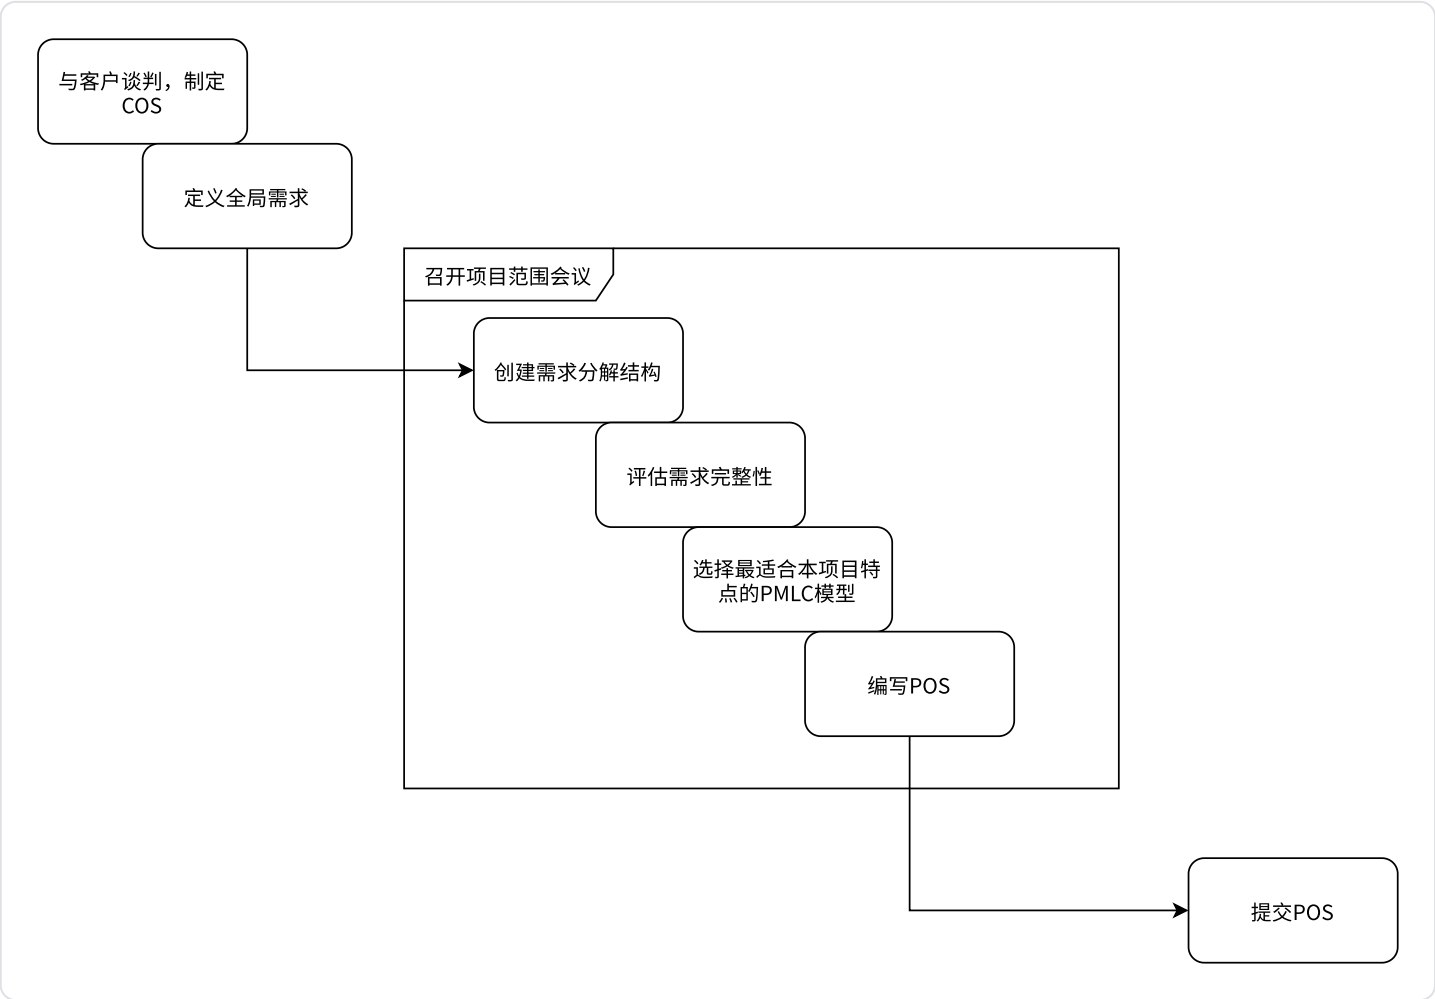 与客户谈判，制定
COS
定义全局需求
召开项目范围会议
创建需求分解结构
评估需求完整性
选择最适合本项目特
点的PMLC模型
编写POS
提交POS